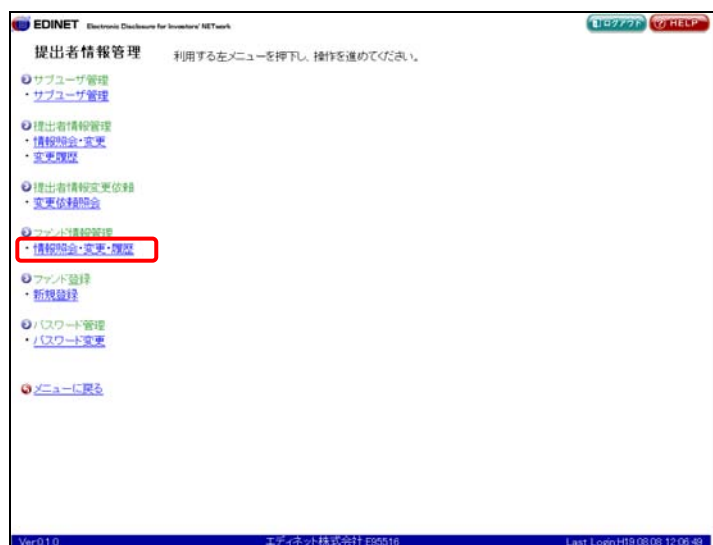 EDINET Electronic Disclosure for Investors' NETwork
ログアウト HELP
提出者情報管理
利用する左メニューを押下し、操作を進めてください。
サブユーザ管理
・サブユーザ管理
提出者情報管理
・情報照会・変更
・変更履歴
提出者情報変更依頼
・変更依頼照会
ファンド情報管理
・情報照会・変更・履歴
ファンド登録
・新規登録
パスワード管理
・パスワード変更
メニューに戻る
Ver.0.1.0 エディネット株式会社 E95516 Last Login:H19.08.08 12:06:49